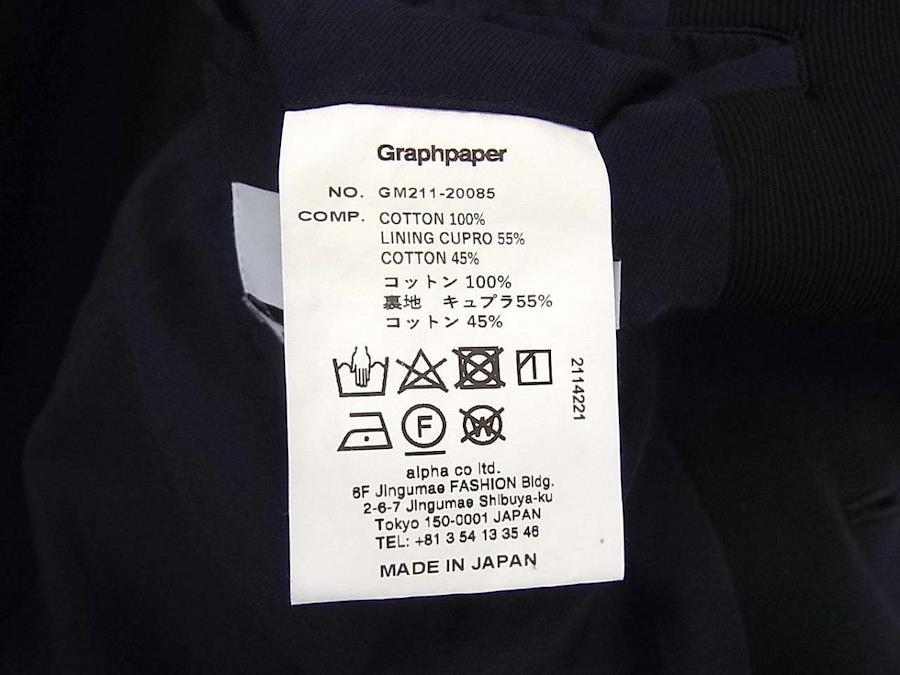 Graphpaper
NO. GM211-20085
COMP. COTTON 100%
LINING CUPRO 55%
COTTON 45%
コットン 100%
裏地 キュプラ55%
コットン 45%
2114221
F
W
alpha co ltd.
6F Jingumae FASHION Bldg.
2-6-7 Jingumae Shibuya-ku
Tokyo 150-0001 JAPAN
TEL: +81 3 54 13 35 46
MADE IN JAPAN